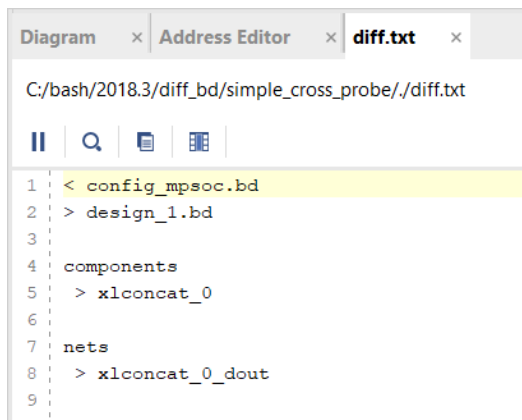 Diagram × Address Editor × diff.txt ×
C:/bash/2018.3/diff_bd/simple_cross_probe/./diff.txt
1 < config_mpsoc.bd
2 > design_1.bd
3
4 components
5  > xlconcat_0
6
7 nets
8  > xlconcat_0_dout
9